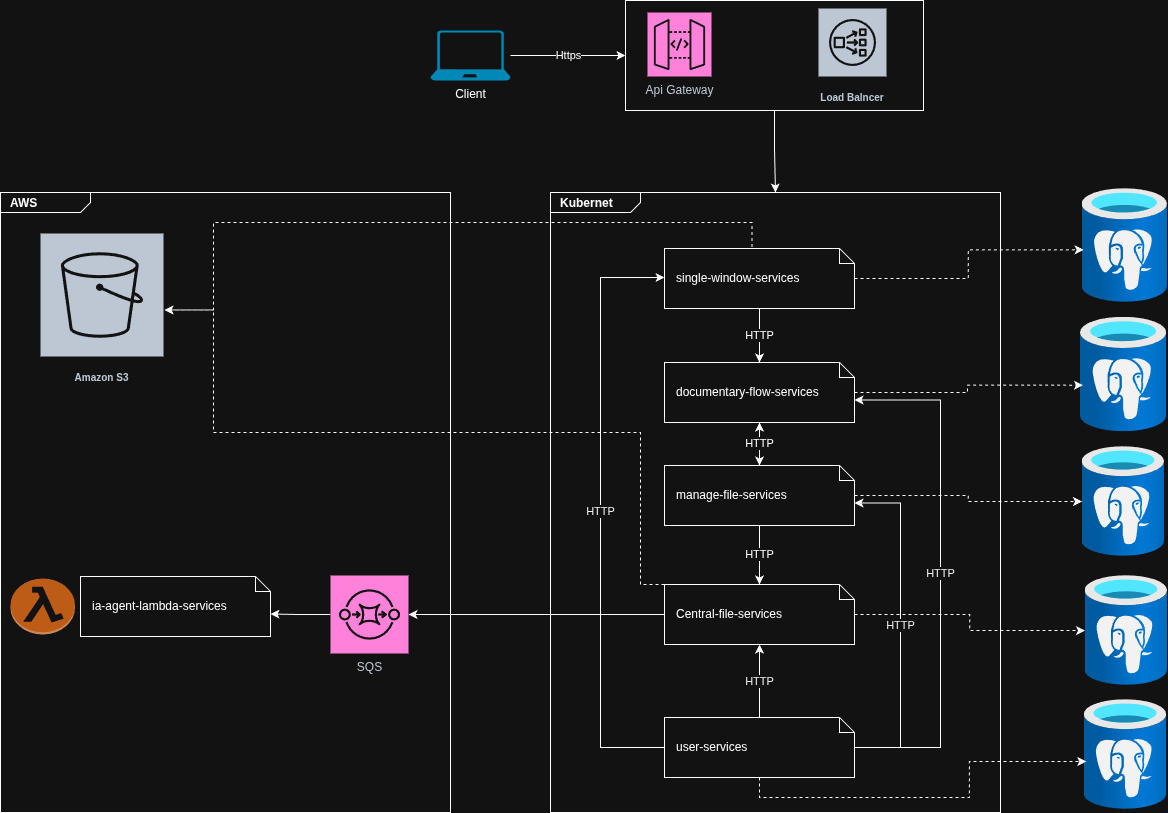 Https
Api Gateway
Load Balncer
Client
AWS
Kubernet
single-window-services
Amazon S3
HTTP
documentary-flow-services
HTTP
manage-file-services
HTTP
HTTP
HTTP
ia-agent-lambda-services
Central-file-services
HTTP
SQS
HTTP
user-services